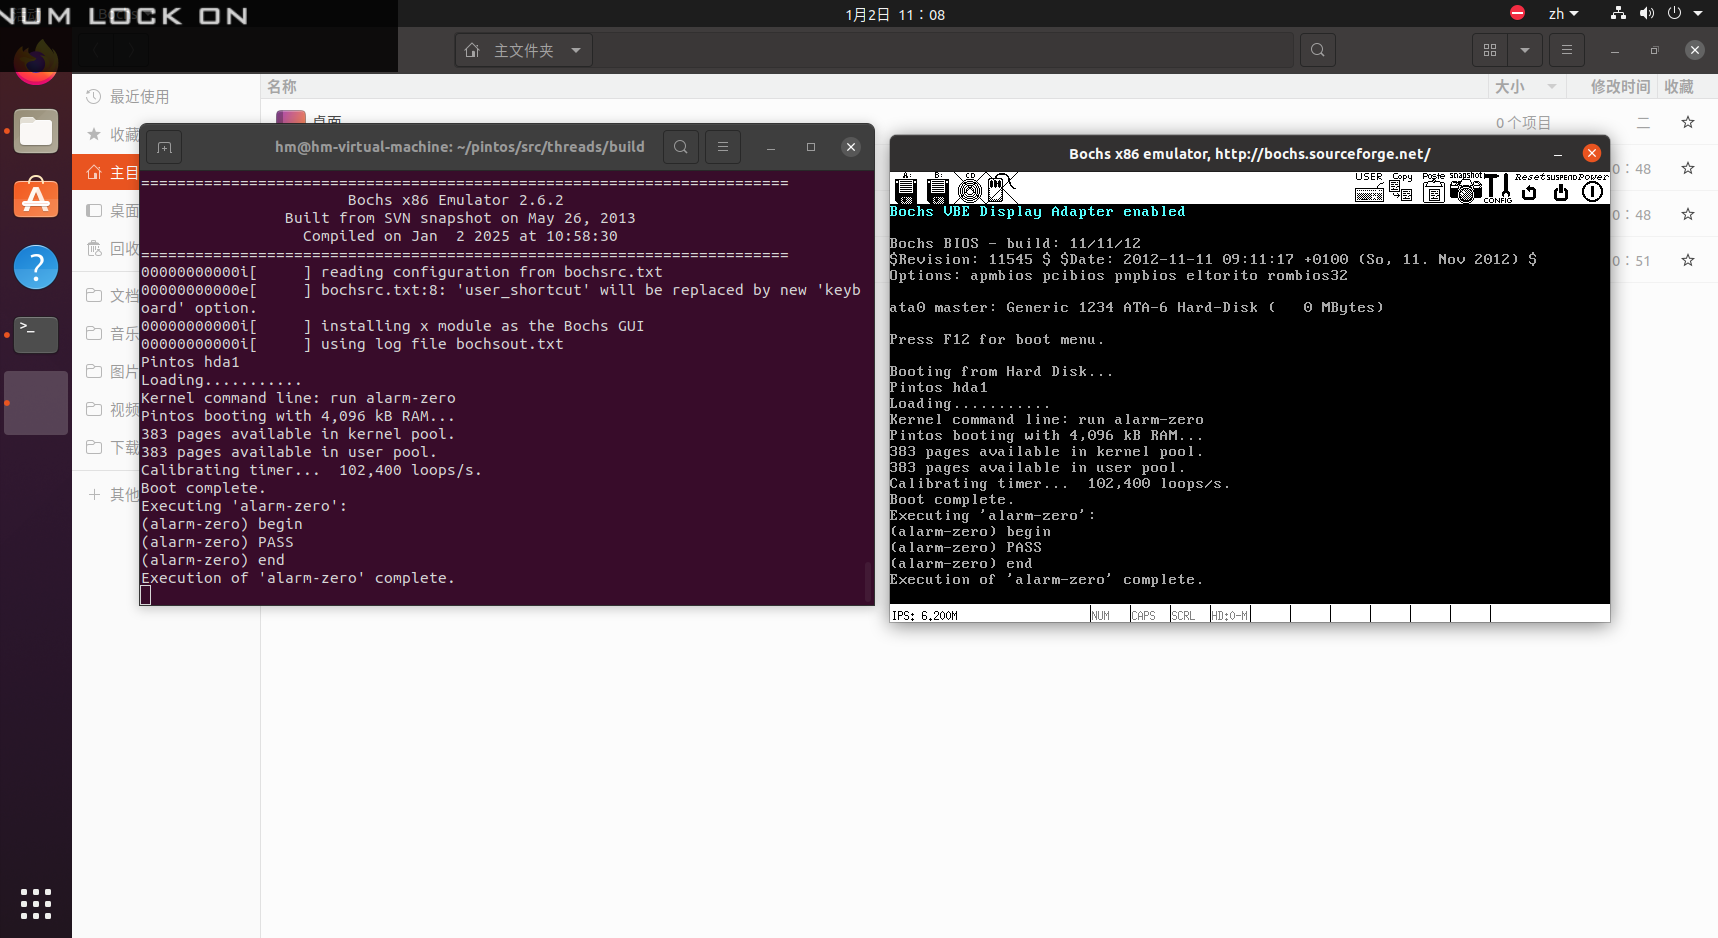 NUM LOCK ON
1月2日 11：08
zh
主文件夹
名称
大小
修改时间
收藏
最近使用
桌面
0 个项目
二
收藏
主目
0：48
桌面
0：48
回收
0：51
文档
音乐
图片
视频
下载
其他
hm@hm-virtual-machine: ~/pintos/src/threads/build
========================================================================
Bochs x86 Emulator 2.6.2
Built from SVN snapshot on May 26, 2013
Compiled on Jan  2 2025 at 10:58:30
========================================================================
00000000000i[     ] reading configuration from bochsrc.txt
00000000000e[     ] bochsrc.txt:8: 'user_shortcut' will be replaced by new 'keyb
oard' option.
00000000000i[     ] installing x module as the Bochs GUI
00000000000i[     ] using log file bochsout.txt
Pintos hda1
Loading...........
Kernel command line: run alarm-zero
Pintos booting with 4,096 kB RAM...
383 pages available in kernel pool.
383 pages available in user pool.
Calibrating timer...  102,400 loops/s.
Boot complete.
Executing 'alarm-zero':
(alarm-zero) begin
(alarm-zero) PASS
(alarm-zero) end
Execution of 'alarm-zero' complete.
Bochs x86 emulator, http://bochs.sourceforge.net/
A: B: CD USER Copy Paste snapshot CONFIG Reset SUSPEND Power
Bochs VBE Display Adapter enabled
Bochs BIOS - build: 11/11/12
$Revision: 11545 $ $Date: 2012-11-11 09:11:17 +0100 (So, 11. Nov 2012) $
Options: apmbios pcibios pnpbios eltorito rombios32
ata0 master: Generic 1234 ATA-6 Hard-Disk (   0 MBytes)
Press F12 for boot menu.
Booting from Hard Disk...
Pintos hda1
Loading...........
Kernel command line: run alarm-zero
Pintos booting with 4,096 kB RAM...
383 pages available in kernel pool.
383 pages available in user pool.
Calibrating timer...  102,400 loops/s.
Boot complete.
Executing 'alarm-zero':
(alarm-zero) begin
(alarm-zero) PASS
(alarm-zero) end
Execution of 'alarm-zero' complete.
IPS: 6.200M NUM CAPS SCRL HD:0-M